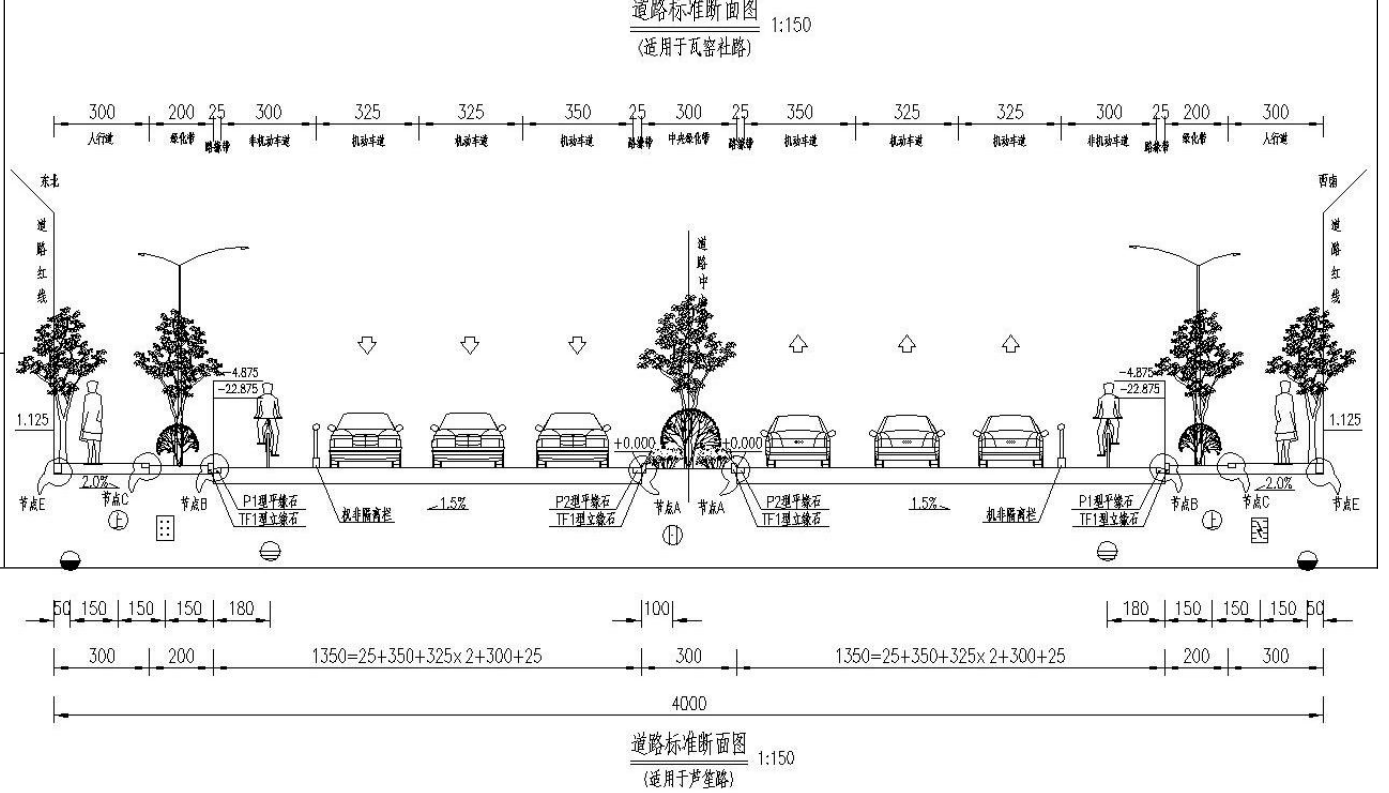 道路标准断面图 1:150
(适用于瓦窑社路)
300 200 25 300 325 325 350 25 300 25 350 325 325 300 25 200 300
人行道 绿化带 路缘带 非机动车道 机动车道 机动车道 机动车道 路缘带 中央绿化带 路缘带 机动车道 机动车道 机动车道 非机动车道 路缘带 绿化带 人行道
东北 西南
道路红线 道路中 道路红线
-4.875 -4.875
-22.875 -22.875
1.125 1.125
+0.000 +0.000
2.0% 2.0%
节点E 节点C 节点B P1型平缘石 1.5% P2型平缘石 节点A 节点A P2型平缘石 1.5% P1型平缘石 节点B 节点C 节点E
上 TF1型立缘石 机非隔离栏 TF1型立缘石 TF1型立缘石 机非隔离栏 TF1型立缘石 上
50 150 150 150 180 100 180 150 150 150 50
300 200 1350=25+350+325x2+300+25 300 1350=25+350+325x2+300+25 200 300
4000
道路标准断面图 1:150
(适用于芦笙路)